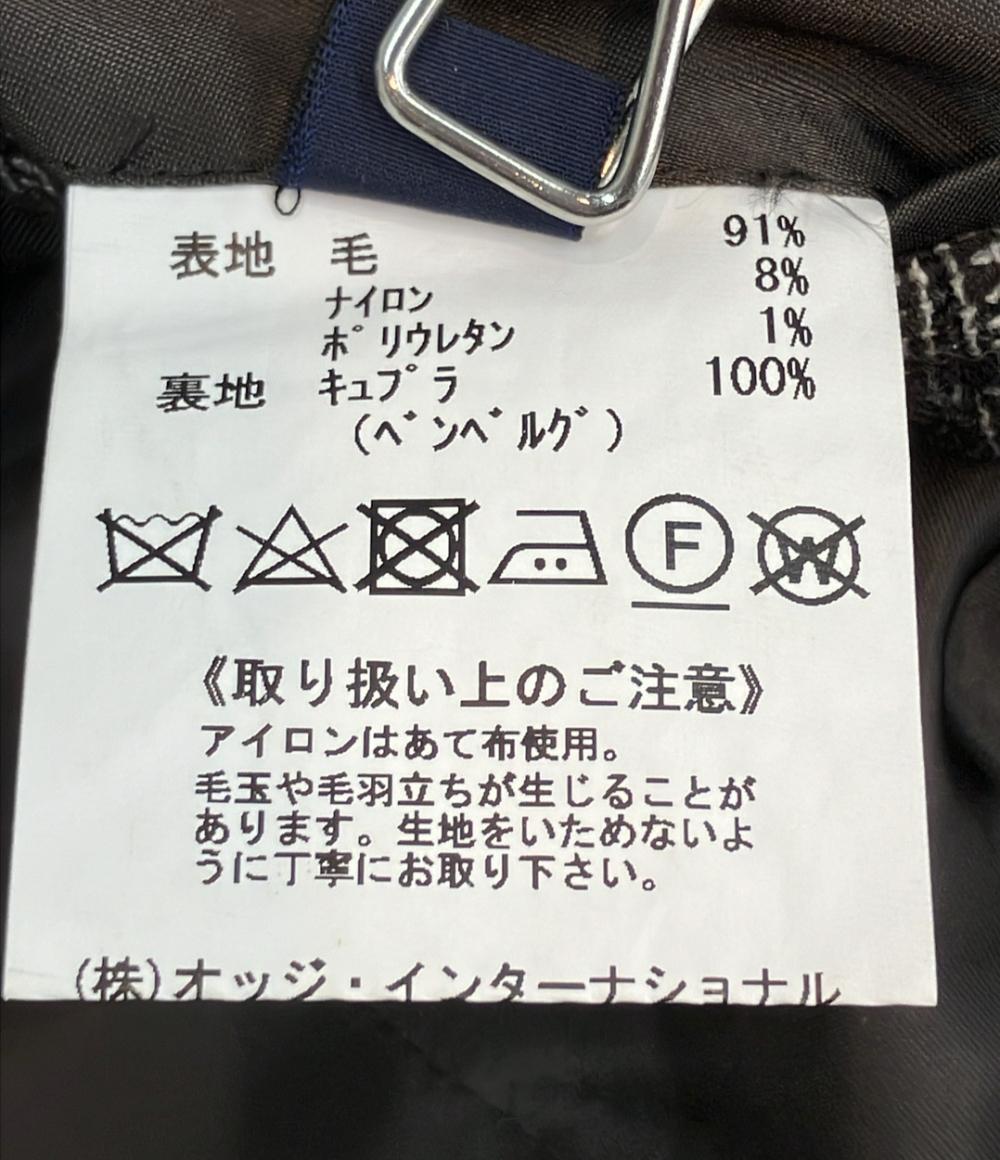 表地 毛 91%
ナイロン 8%
ポリウレタン 1%
裏地 キュプラ 100%
(ベンベルグ)
F W
《取り扱い上のご注意》
アイロンはあて布使用。
毛玉や毛羽立ちが生じることが
あります。生地をいためないよ
うに丁寧にお取り下さい。
(株)オッジ・インターナショナル